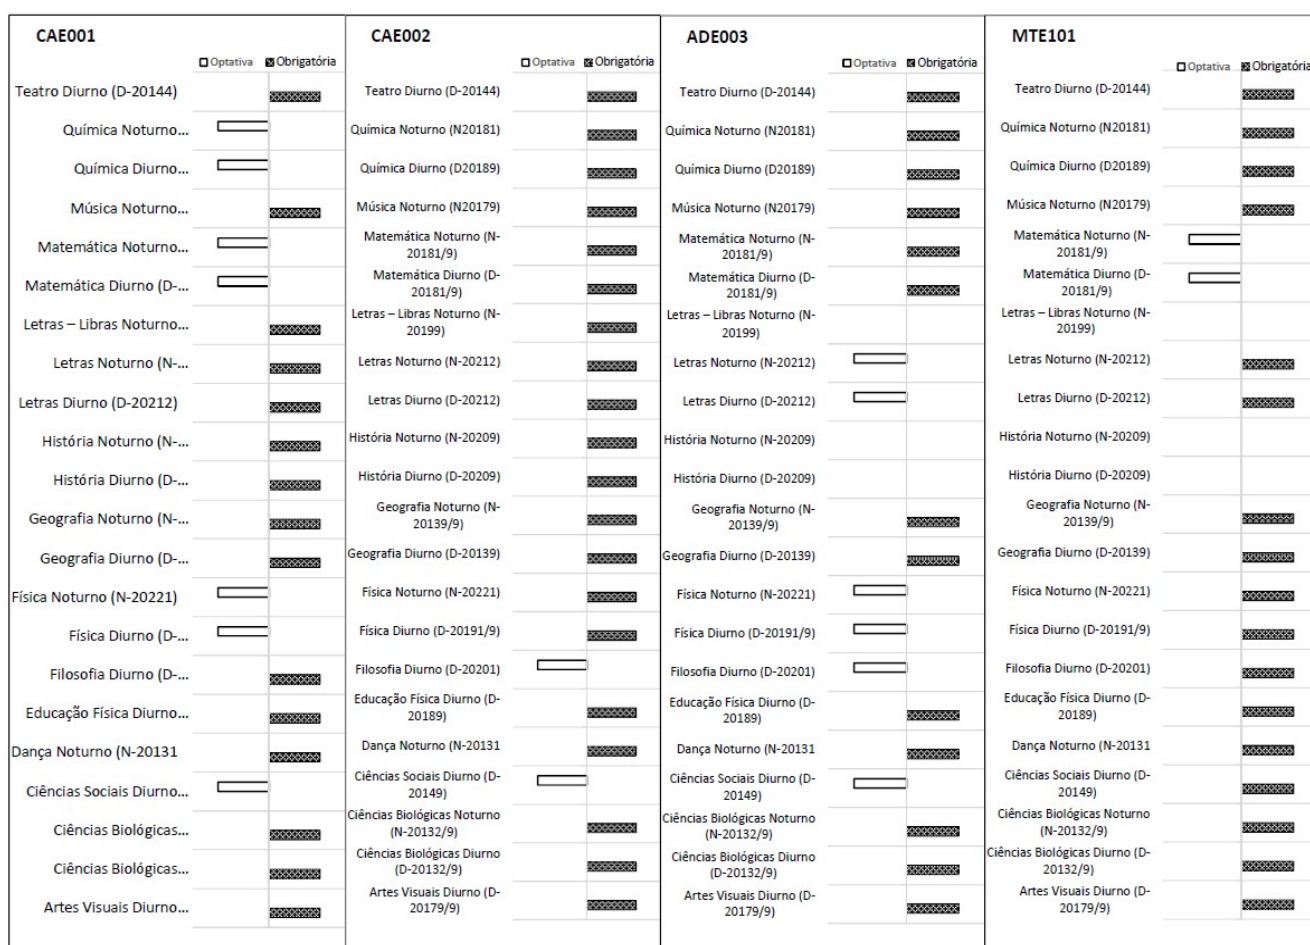 CAE001
Optativa Obrigatória
Teatro Diurno (D-20144)
Química Noturno...
Química Diurno...
Música Noturno...
Matemática Noturno...
Matemática Diurno (D-...
Letras – Libras Noturno...
Letras Noturno (N-...
Letras Diurno (D-20212)
História Noturno (N-...
História Diurno (D-...
Geografia Noturno (N-...
Geografia Diurno (D-...
Física Noturno (N-20221)
Física Diurno (D-...
Filosofia Diurno (D-...
Educação Física Diurno...
Dança Noturno (N-20131
Ciências Sociais Diurno...
Ciências Biológicas...
Ciências Biológicas...
Artes Visuais Diurno...
CAE002
Optativa Obrigatória
Teatro Diurno (D-20144)
Química Noturno (N20181)
Química Diurno (D20189)
Música Noturno (N20179)
Matemática Noturno (N-
20181/9)
Matemática Diurno (D-
20181/9)
Letras – Libras Noturno (N-
20199)
Letras Noturno (N-20212)
Letras Diurno (D-20212)
História Noturno (N-20209)
História Diurno (D-20209)
Geografia Noturno (N-
20139/9)
Geografia Diurno (D-20139)
Física Noturno (N-20221)
Física Diurno (D-20191/9)
Filosofia Diurno (D-20201)
Educação Física Diurno (D-
20189)
Dança Noturno (N-20131
Ciências Sociais Diurno (D-
20149)
Ciências Biológicas Noturno
(N-20132/9)
Ciências Biológicas Diurno
(D-20132/9)
Artes Visuais Diurno (D-
20179/9)
ADE003
Optativa Obrigatória
Teatro Diurno (D-20144)
Química Noturno (N20181)
Química Diurno (D20189)
Música Noturno (N20179)
Matemática Noturno (N-
20181/9)
Matemática Diurno (D-
20181/9)
Letras – Libras Noturno (N-
20199)
Letras Noturno (N-20212)
Letras Diurno (D-20212)
História Noturno (N-20209)
História Diurno (D-20209)
Geografia Noturno (N-
20139/9)
Geografia Diurno (D-20139)
Física Noturno (N-20221)
Física Diurno (D-20191/9)
Filosofia Diurno (D-20201)
Educação Física Diurno (D-
20189)
Dança Noturno (N-20131
Ciências Sociais Diurno (D-
20149)
Ciências Biológicas Noturno
(N-20132/9)
Ciências Biológicas Diurno
(D-20132/9)
Artes Visuais Diurno (D-
20179/9)
MTE101
Optativa Obrigatória
Teatro Diurno (D-20144)
Química Noturno (N20181)
Química Diurno (D20189)
Música Noturno (N20179)
Matemática Noturno (N-
20181/9)
Matemática Diurno (D-
20181/9)
Letras – Libras Noturno (N-
20199)
Letras Noturno (N-20212)
Letras Diurno (D-20212)
História Noturno (N-20209)
História Diurno (D-20209)
Geografia Noturno (N-
20139/9)
Geografia Diurno (D-20139)
Física Noturno (N-20221)
Física Diurno (D-20191/9)
Filosofia Diurno (D-20201)
Educação Física Diurno (D-
20189)
Dança Noturno (N-20131
Ciências Sociais Diurno (D-
20149)
Ciências Biológicas Noturno
(N-20132/9)
Ciências Biológicas Diurno (D-
20132/9)
Artes Visuais Diurno (D-
20179/9)